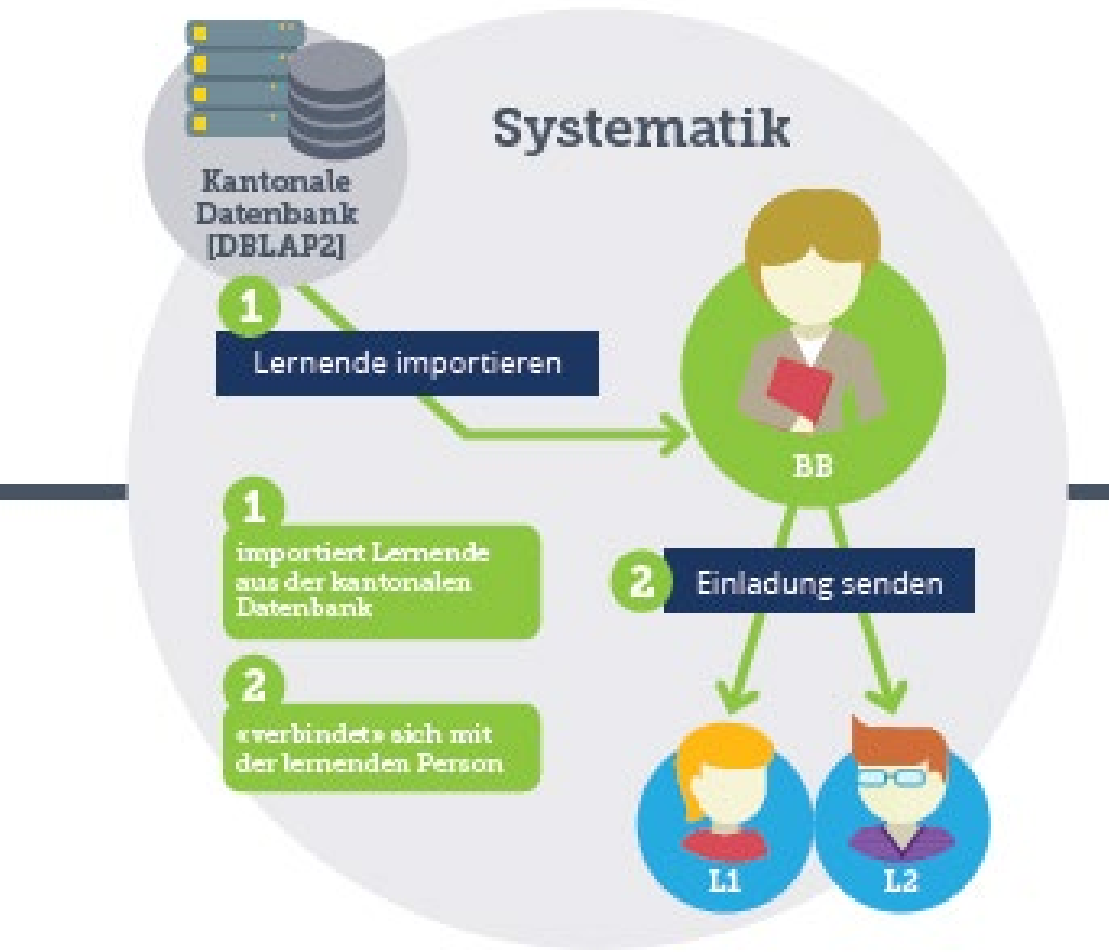 Systematik
Kantonale
Datenbank
[DBLAP2]
1
Lernende importieren
BB
1
importiert Lernende
aus der kantonalen
Datenbank
2
Einladung senden
2
«verbindet» sich mit
der lernenden Person
L1
L2